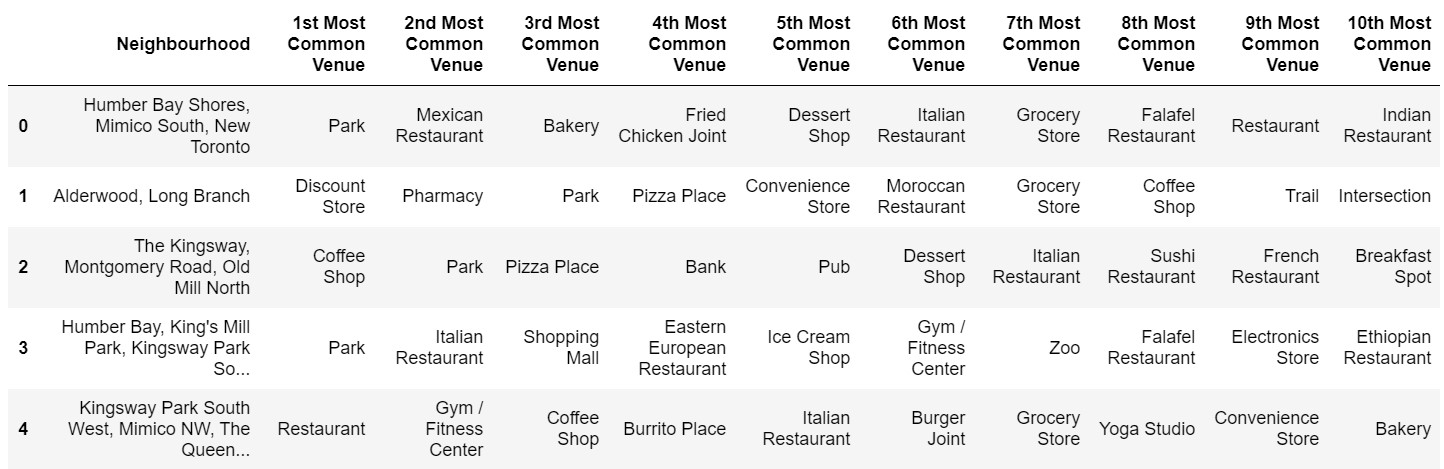 Neighbourhood 1st Most Common Venue 2nd Most Common Venue 3rd Most Common Venue 4th Most Common Venue 5th Most Common Venue 6th Most Common Venue 7th Most Common Venue 8th Most Common Venue 9th Most Common Venue 10th Most Common Venue
0 Humber Bay Shores, Mimico South, New Toronto Park Mexican Restaurant Bakery Fried Chicken Joint Dessert Shop Italian Restaurant Grocery Store Falafel Restaurant Restaurant Indian Restaurant
1 Alderwood, Long Branch Discount Store Pharmacy Park Pizza Place Convenience Store Moroccan Restaurant Grocery Store Coffee Shop Trail Intersection
2 The Kingsway, Montgomery Road, Old Mill North Coffee Shop Park Pizza Place Bank Pub Dessert Shop Italian Restaurant Sushi Restaurant French Restaurant Breakfast Spot
3 Humber Bay, King's Mill Park, Kingsway Park So... Park Italian Restaurant Shopping Mall Eastern European Restaurant Ice Cream Shop Gym / Fitness Center Zoo Falafel Restaurant Electronics Store Ethiopian Restaurant
4 Kingsway Park South West, Mimico NW, The Queen... Restaurant Gym / Fitness Center Coffee Shop Burrito Place Italian Restaurant Burger Joint Grocery Store Yoga Studio Convenience Store Bakery